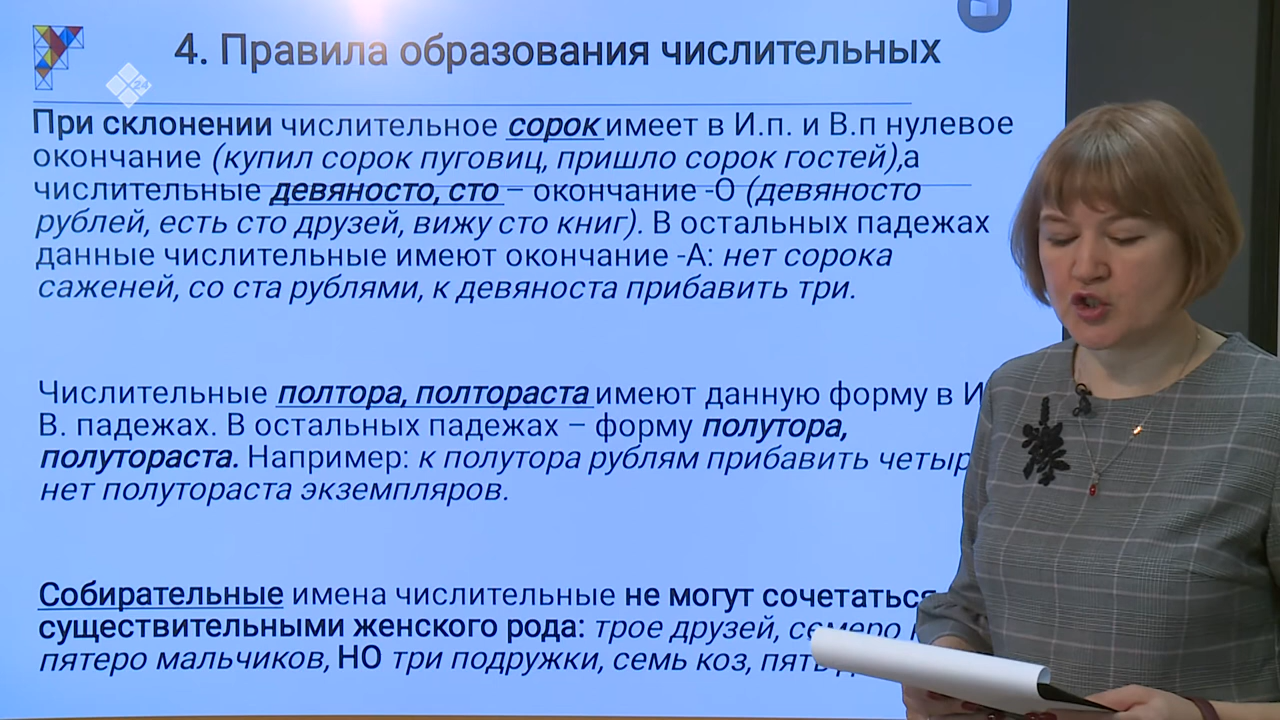 4. Правила образования числительных
24
При склонении числительное сорок имеет в И.п. и В.п нулевое
окончание (купил сорок пуговиц, пришло сорок гостей),а
числительные девяносто, сто – окончание -О (девяносто
рублей, есть сто друзей, вижу сто книг). В остальных падежах
данные числительные имеют окончание -А: нет сорока
саженей, со ста рублями, к девяноста прибавить три.
Числительные полтора, полтораста имеют данную форму в И
В. падежах. В остальных падежах – форму полутора,
полутораста. Например: к полутора рублям прибавить
нет полутораста экземпляров.
Собирательные имена числительные не могут сочетаться
существительными женского рода: трое друзей, семеро
пятеро мальчиков, НО три подружки, семь коз,